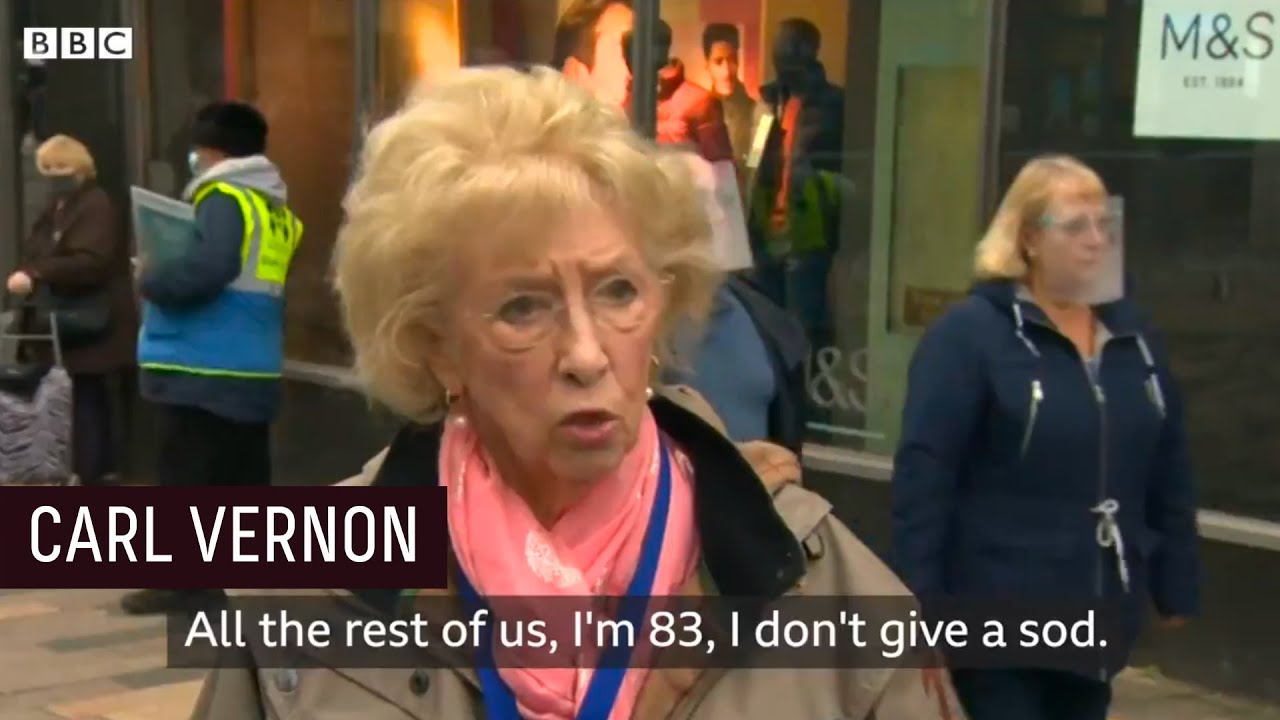 BBC
M&S
EST. 1884
&S
CARL VERNON
All the rest of us, I'm 83, I don't give a sod.